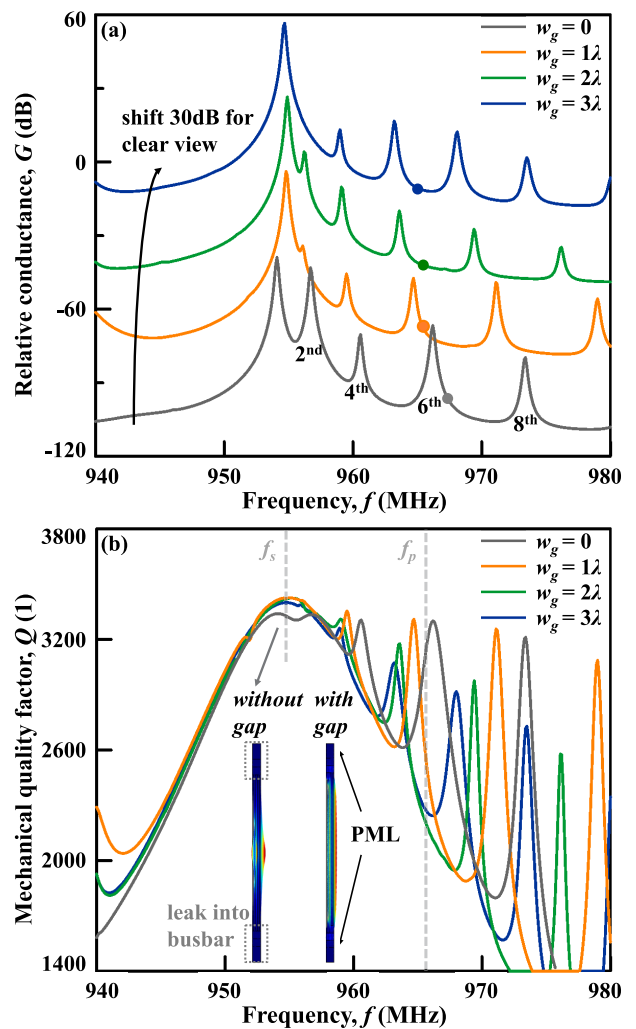 60
0
-60
-120
Relative conductance, G (dB)
(a)
w_g = 0
w_g = 1λ
w_g = 2λ
w_g = 3λ
shift 30dB for
clear view
2nd
4th
6th
8th
940 950 960 970 980
Frequency, f (MHz)
3800
3200
2600
2000
1400
Mechanical quality factor, Q (1)
(b)
f_s
f_p
w_g = 0
w_g = 1λ
w_g = 2λ
w_g = 3λ
without
gap
with
gap
PML
leak into
busbar
940 950 960 970 980
Frequency, f (MHz)